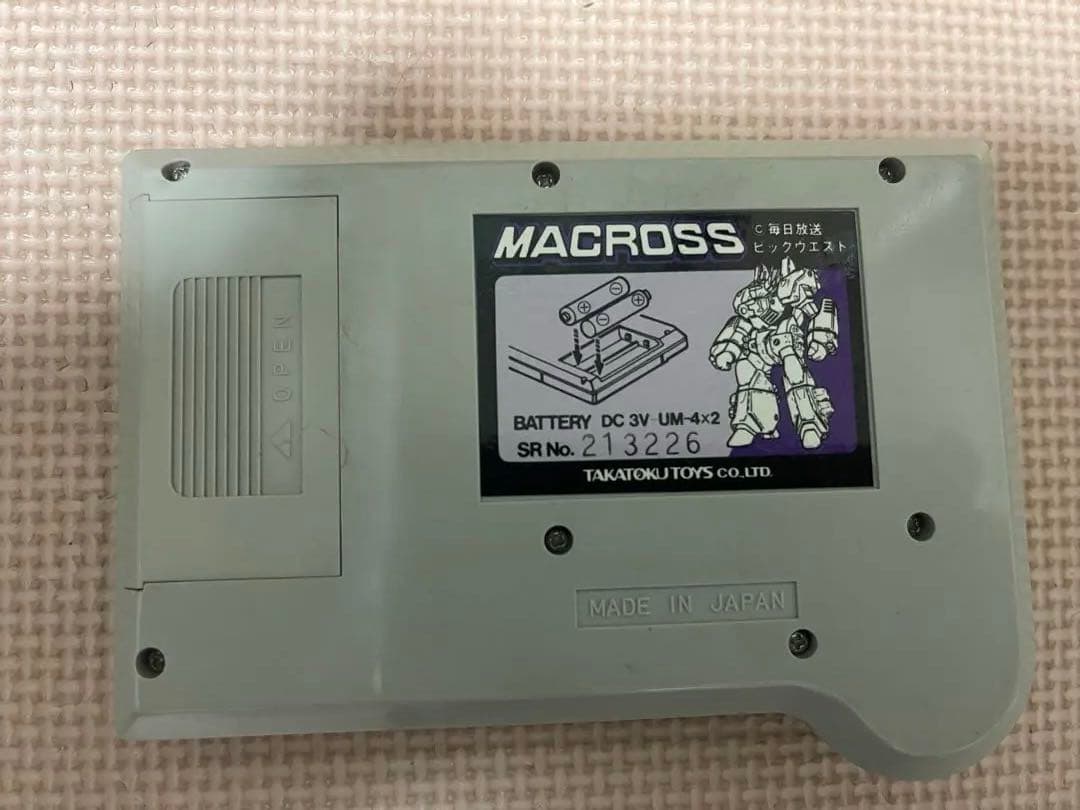 MACROSS
C 毎日放送
ビックウエスト
BATTERY DC 3V UM-4×2
SR No. 213226
TAKATOKU TOYS CO.,LTD.
OPEN
MADE IN JAPAN